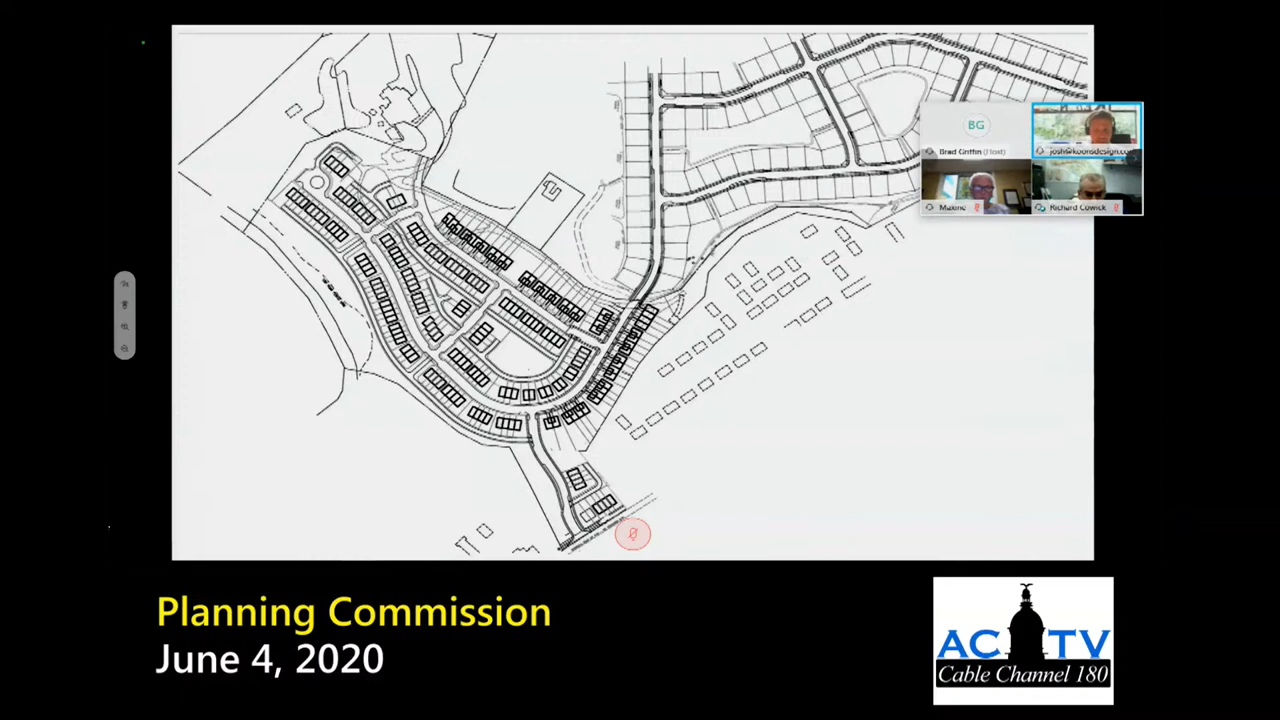 BG
Brad Griffin (Host)
josh@koonsdesign.co
Maxine
Richard Cowick
Planning Commission
June 4, 2020
AC TV
Cable Channel 180